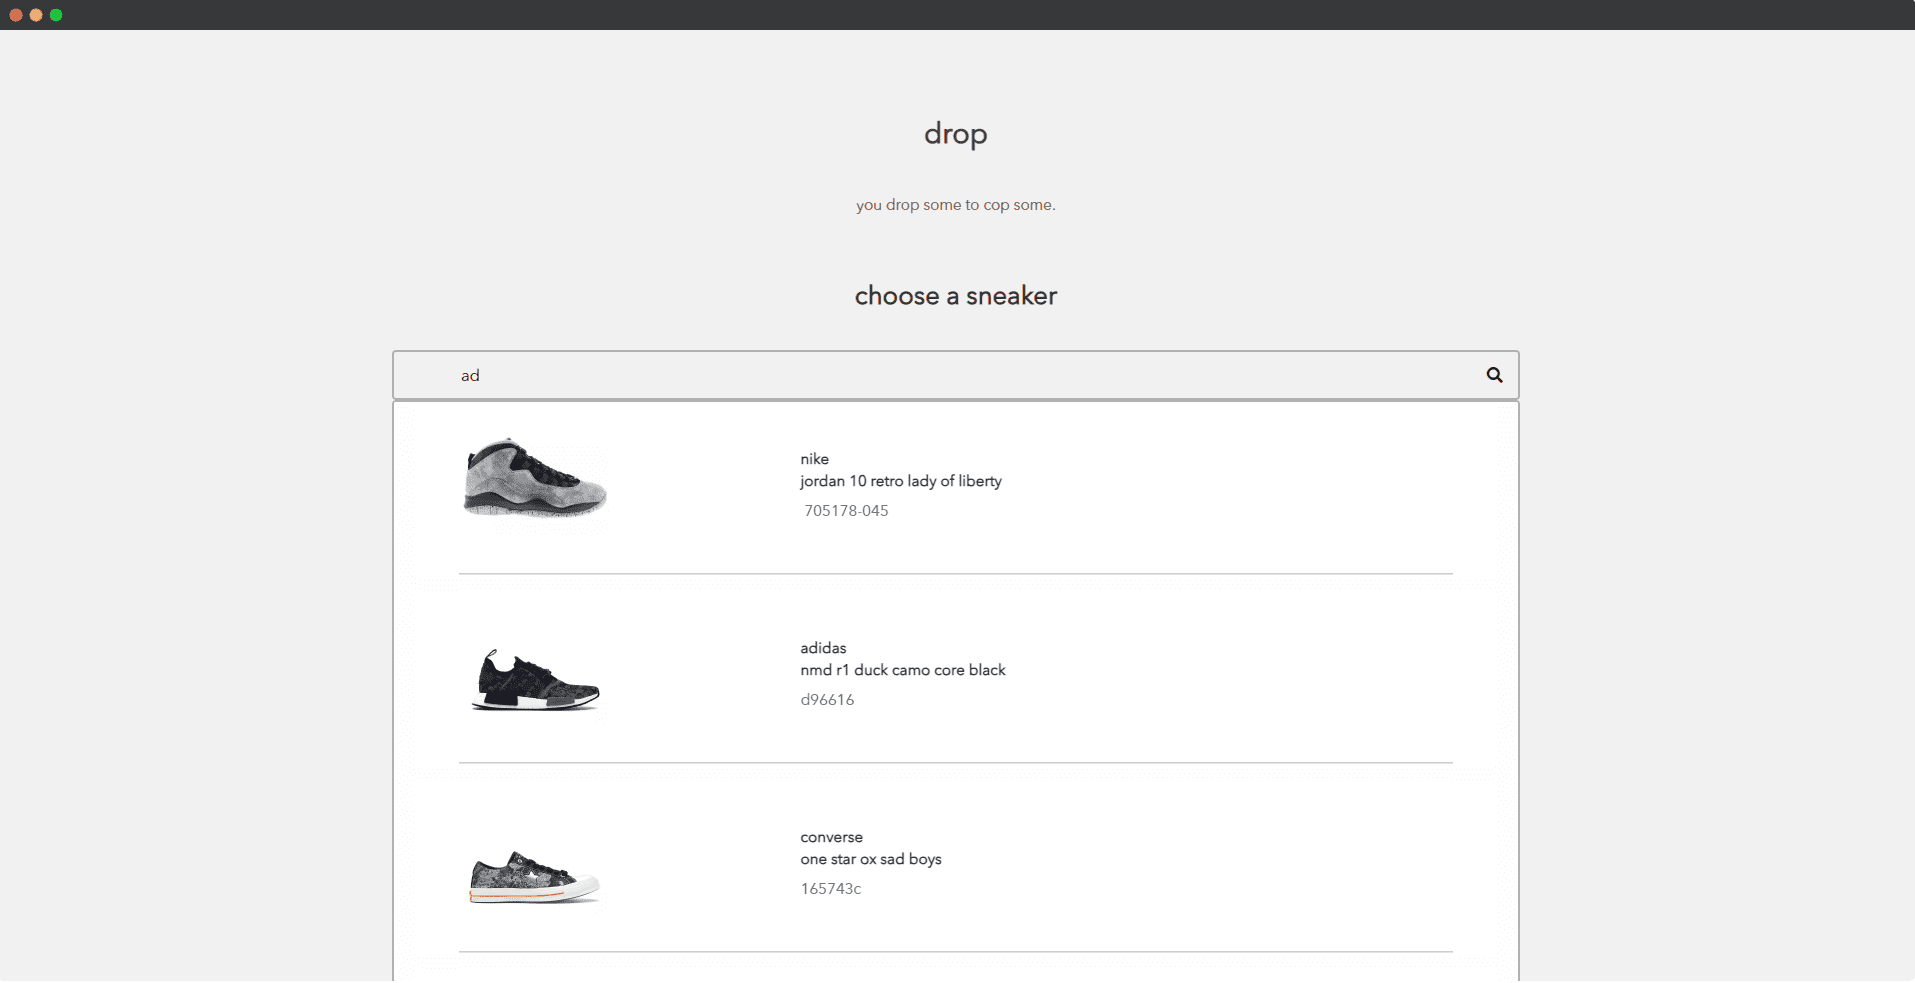 drop
you drop some to cop some.
choose a sneaker
ad
nike
jordan 10 retro lady of liberty
705178-045
adidas
nmd r1 duck camo core black
d96616
converse
one star ox sad boys
165743c